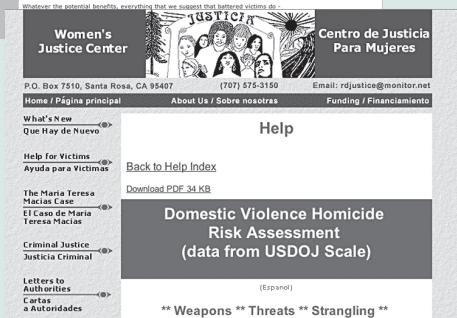 Whatever the potential benefits, everything that we suggest that battered victims do -
Women's
Justice Center
JUSTICIA
Centro de Justicia
Para Mujeres
P.O. Box 7510, Santa Rosa, CA 95407
(707) 575-3150
Email: rdjustice@monitor.net
Home / Página principal
About Us / Sobre nosotras
Funding / Financiamiento
What's New
Que Hay de Nuevo
Help for Victims
Ayuda para Victimas
The Maria Teresa
Macias Case
El Caso de Maria
Teresa Macias
Criminal Justice
Justicia Criminal
Letters to
Authorities
Cartas
a Autoridades
Help
Back to Help Index
Download PDF 34 KB
Domestic Violence Homicide
Risk Assessment
(data from USDOJ Scale)
(Espanol)
** Weapons ** Threats ** Strangling **